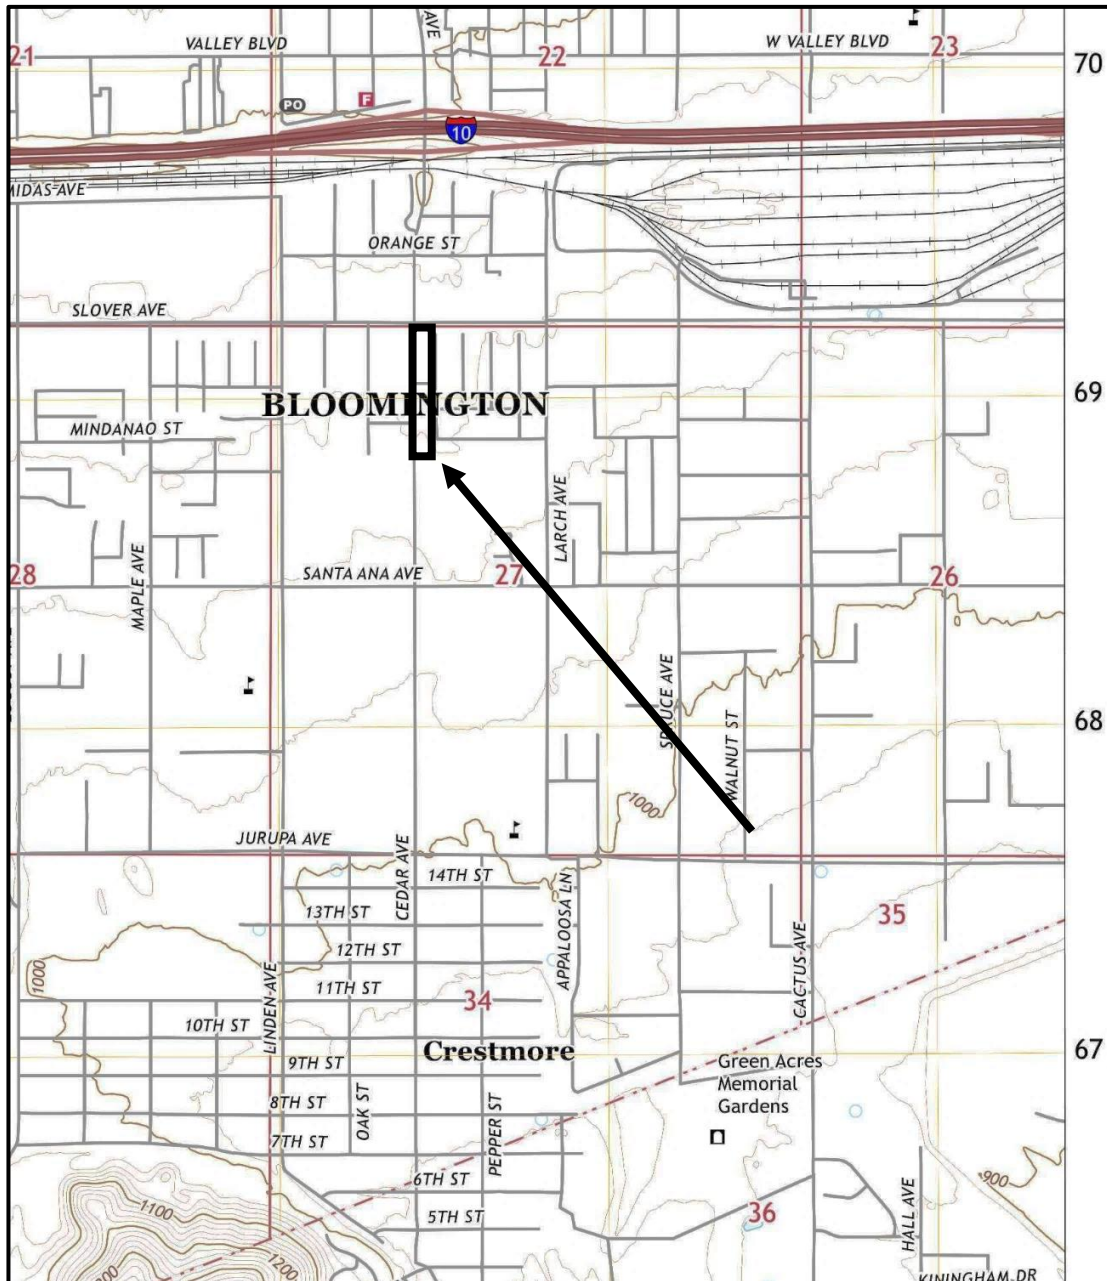 AVE
21
VALLEY BLVD
22
W VALLEY BLVD
23
70
PO
F
10
MIDAS AVE
ORANGE ST
SLOVER AVE
69
BLOOMINGTON
MINDANAO ST
LARCH AVE
28
MAPLE AVE
SANTA ANA AVE
27
26
SPRUCE AVE
68
WALNUT ST
1000
JURUPA AVE
CEDAR AVE
14TH ST
13TH ST
APPALOOSA LN
35
12TH ST
CACTUS AVE
1000
LINDEN AVE
11TH ST
34
10TH ST
Crestmore
67
9TH ST
Green Acres
Memorial
Gardens
8TH ST
OAK ST
PEPPER ST
7TH ST
6TH ST
900
1100
5TH ST
36
HALL AVE
1200
KININGHAM DR